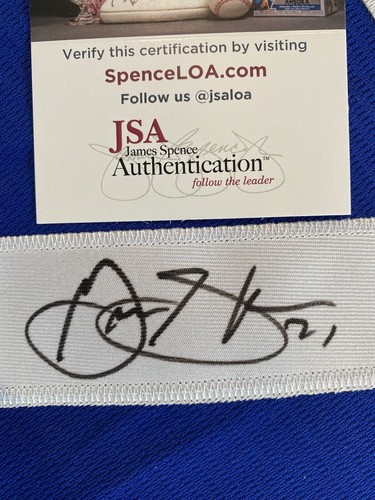 Verify this certification by visiting
SpenceLOA.com
Follow us @jsaloa
JSA
James Spence
Authentication™
follow the leader
21